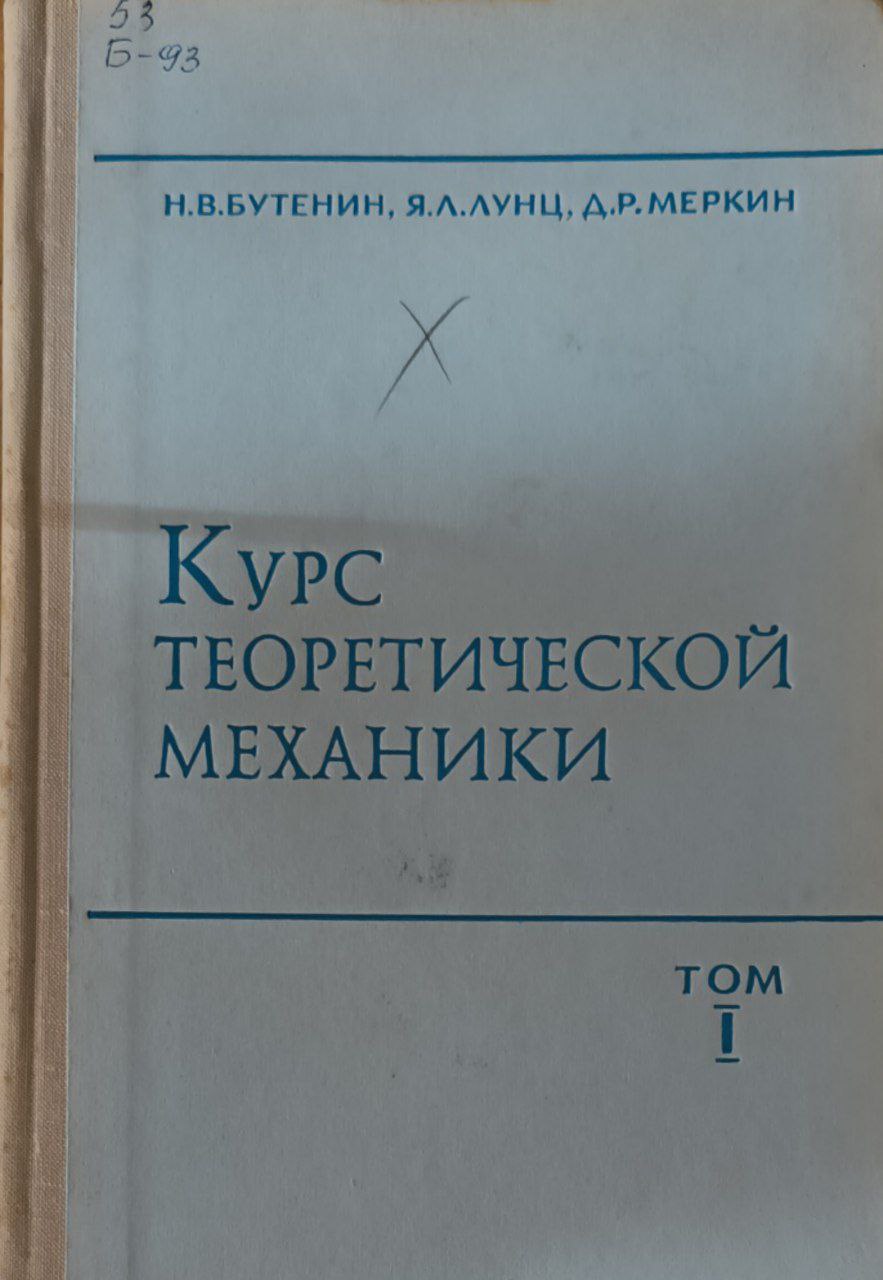 53
Б-93
Н.В.БУТЕНИН, Я.Л.ЛУНЦ, Д.Р.МЕРКИН
КУРС
ТЕОРЕТИЧЕСКОЙ
МЕХАНИКИ
ТОМ
I